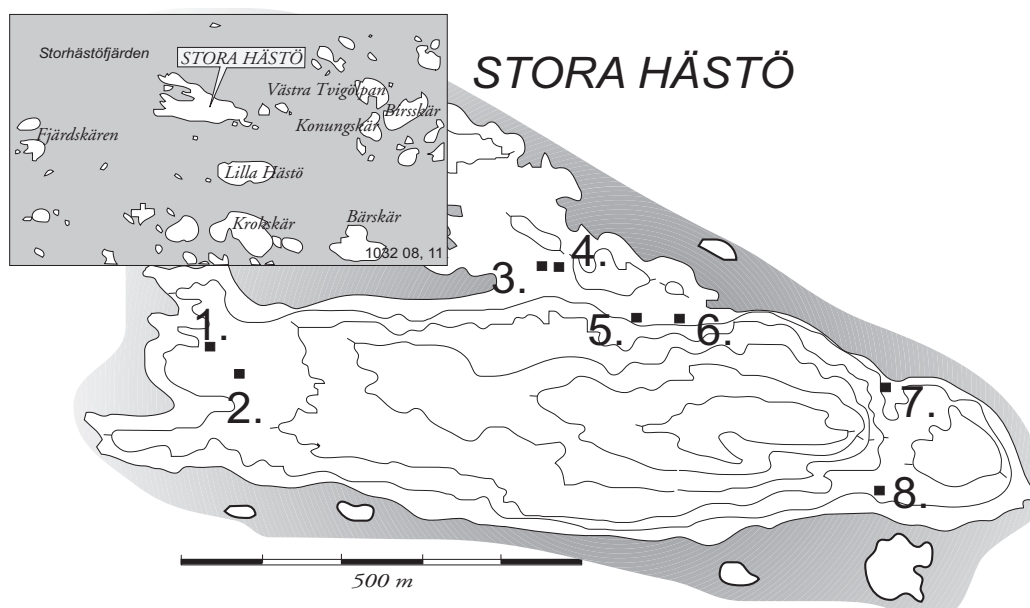 STORA HÄSTÖ
Storhästöfjärden
STORA HÄSTÖ
Västra Tvigölpan
Birsskär
Konungskär
Fjärdskären
Lilla Hästö
Krokskär
Bärskär
1032 08, 11
1.
2.
3.
4.
5.
6.
7.
8.
500 m